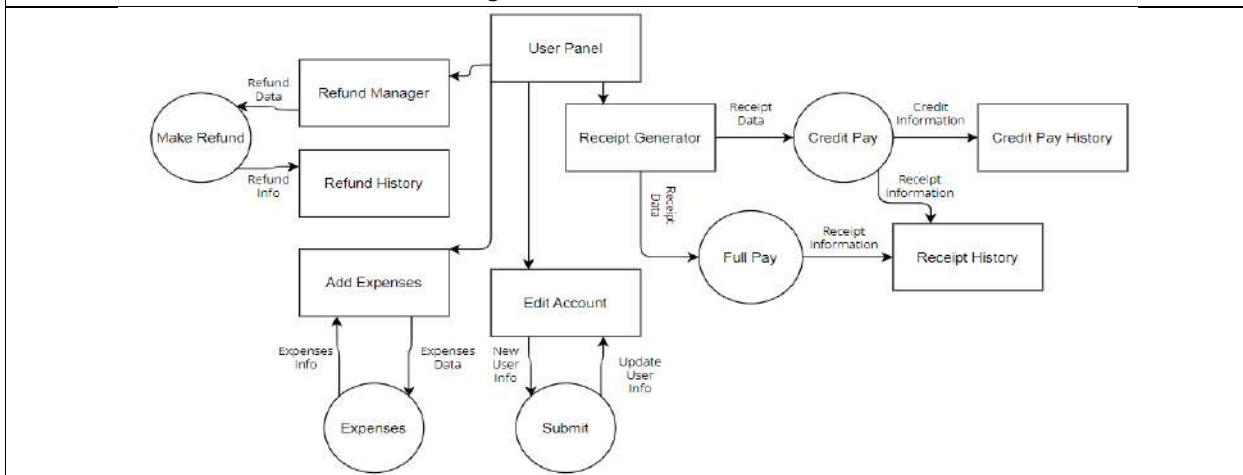 User Panel
Refund
Data
Refund Manager
Make Refund
Refund
Info
Refund History
Receipt Generator
Receipt
Data
Credit Pay
Credit
Information
Credit Pay History
Receipt
Information
Receipt
Data
Full Pay
Receipt
Information
Receipt History
Add Expenses
Edit Account
Expenses
Info
Expenses
Data
New
User
Info
Update
User
Info
Expenses
Submit